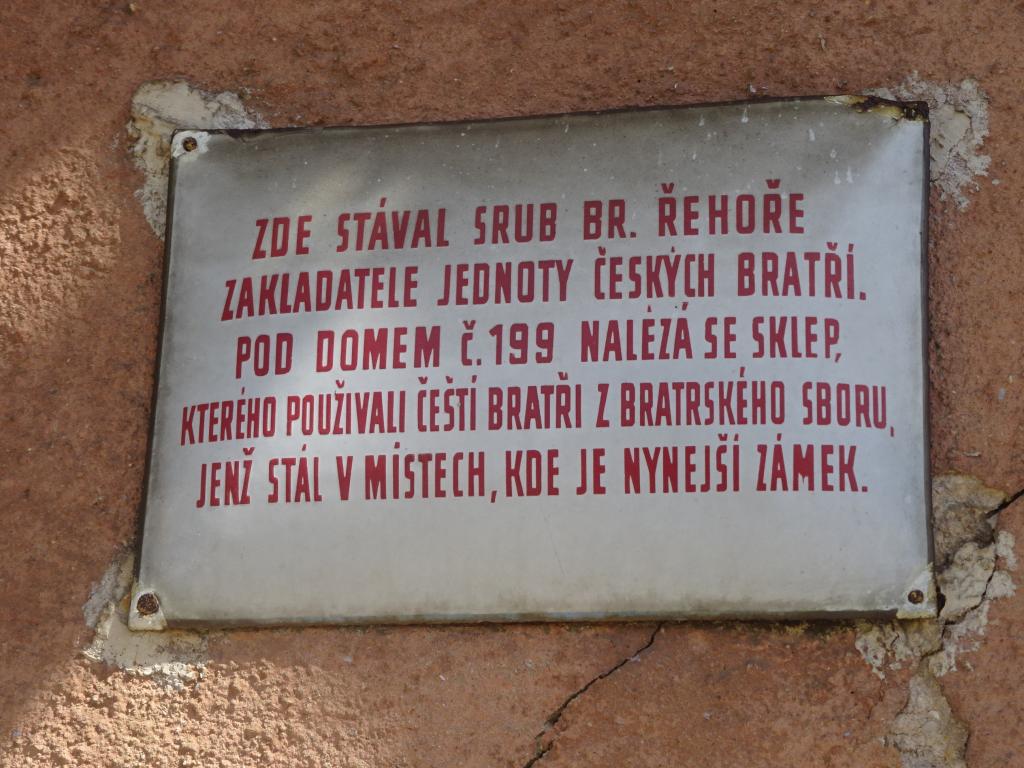 ZDE STÁVAL SRUB BR. ŘEHOŘE
ZAKLADATELE JEDNOTY ČESKÝCH BRATŘÍ.
POD DOMEM Č.199 NALÉZÁ SE SKLEP,
KTERÉHO POUŽÍVALI ČEŠTÍ BRATŘI Z BRATRSKÉHO SBORU,
JENŽ STÁL V MÍSTECH, KDE JE NYNEJŠÍ ZÁMEK.